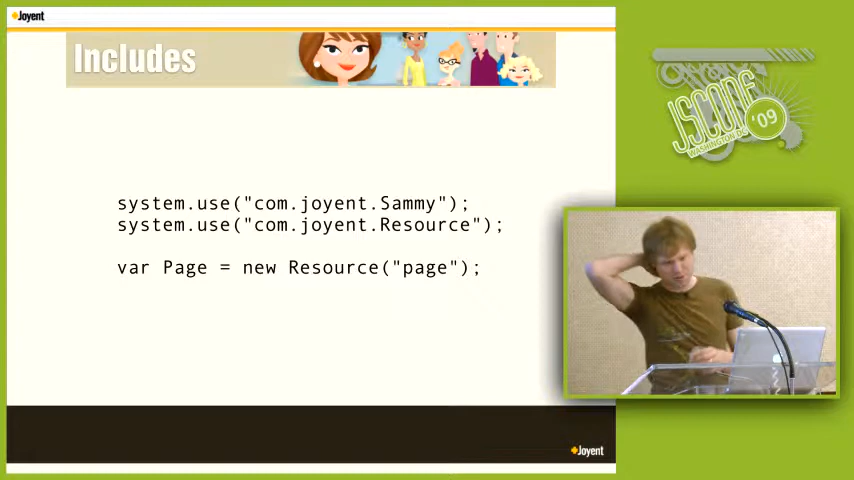 Joyent
Includes
system.use("com.joyent.Sammy");
system.use("com.joyent.Resource");
var Page = new Resource("page");
Joyent
JSCONF
'09
WASHINGTON D.C.